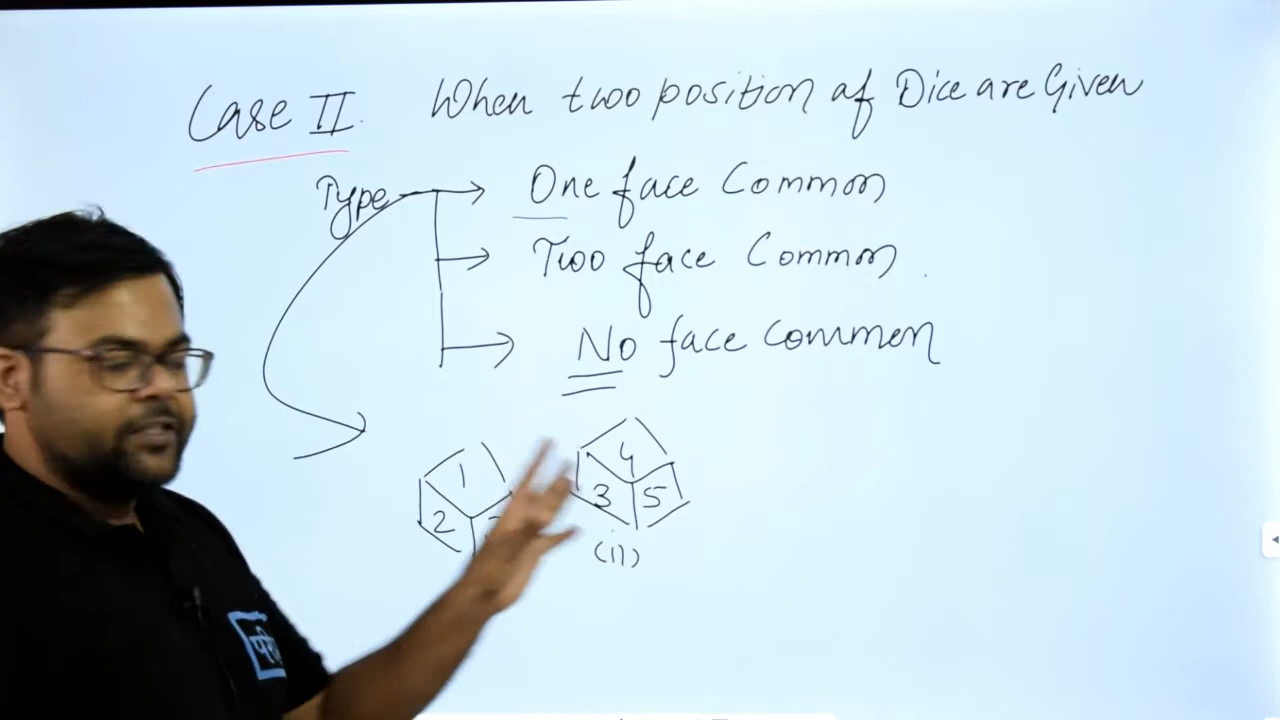 Case II. When two position of Dice are Given
Type → One face Common
→ Two face Common
→ No face common
1
2
4
3 5
(ii)